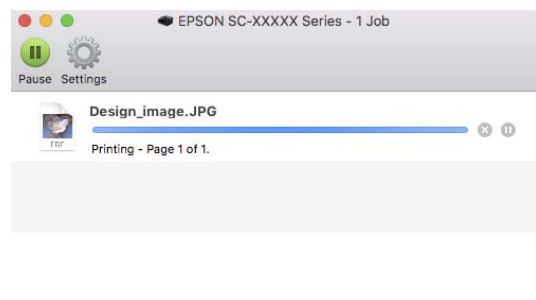 EPSON SC-XXXXX Series - 1 Job
Pause Settings
Design_image.JPG
Printing - Page 1 of 1.